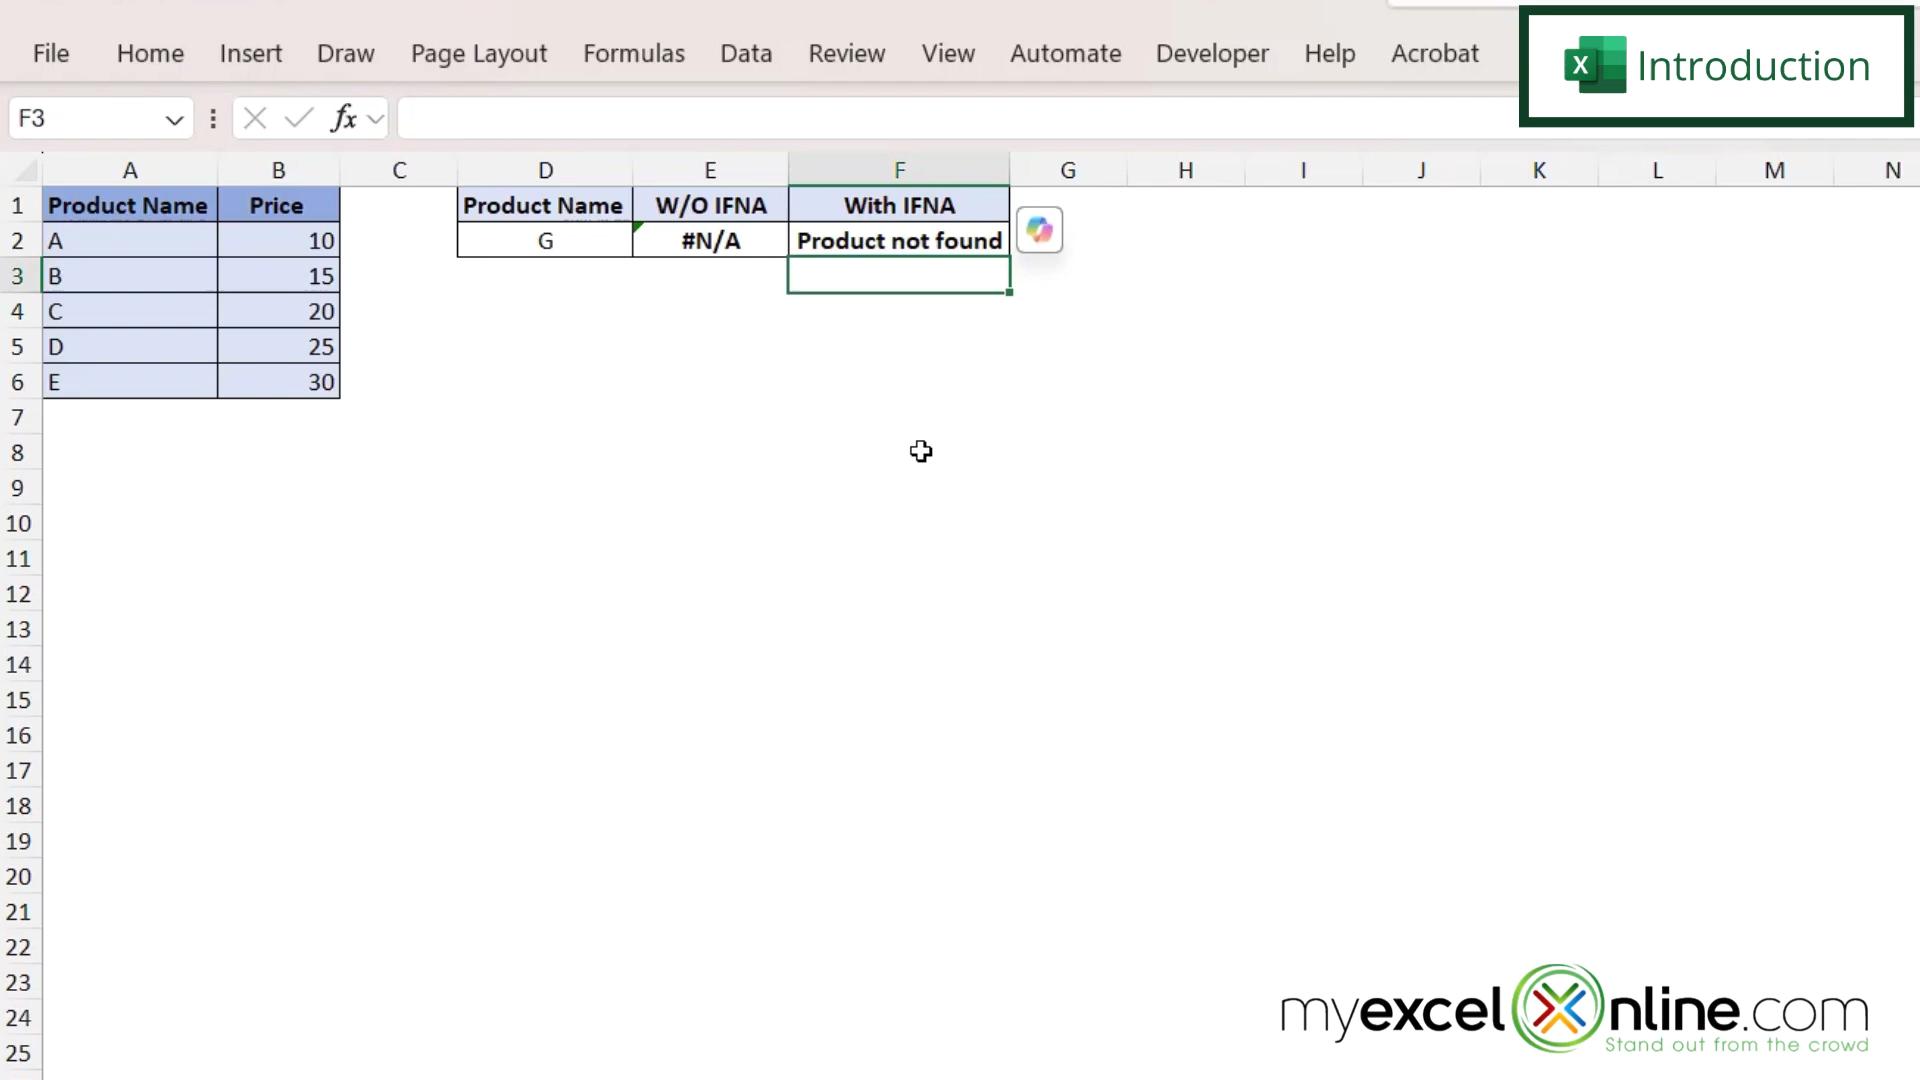 File Home Insert Draw Page Layout Formulas Data Review View Automate Developer Help Acrobat
X Introduction
F3 fx
A B C D E F G H I J K L M N
1 Product Name Price Product Name W/O IFNA With IFNA
2 A 10 G #N/A Product not found
3 B 15
4 C 20
5 D 25
6 E 30
7
8
9
10
11
12
13
14
15
16
17
18
19
20
21
22
23
24
25
myexcelOnline.com
Stand out from the crowd